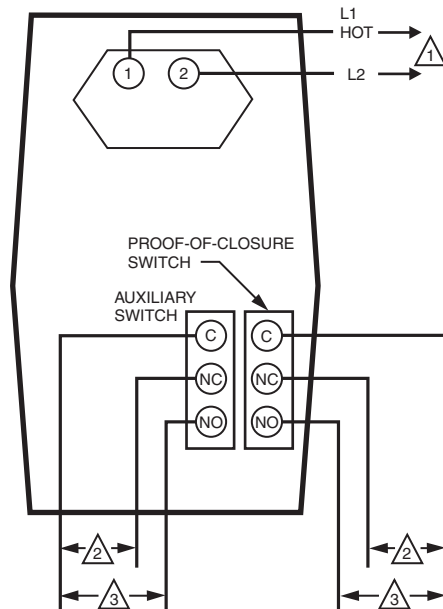 L1
HOT
1
1
2
L2
PROOF-OF-CLOSURE
SWITCH
AUXILIARY
SWITCH
C
C
NC
NC
NO
NO
2
2
3
3